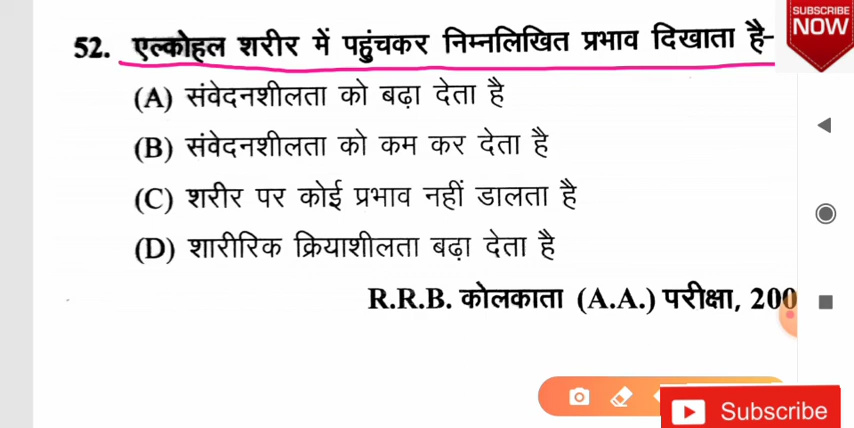 SUBSCRIBE
NOW
52. एल्कोहल शरीर में पहुंचकर निम्नलिखित प्रभाव दिखाता है-
(A) संवेदनशीलता को बढ़ा देता है
(B) संवेदनशीलता को कम कर देता है
(C) शरीर पर कोई प्रभाव नहीं डालता है
(D) शारीरिक क्रियाशीलता बढ़ा देता है
R.R.B. कोलकाता (A.A.) परीक्षा, 200
Subscribe